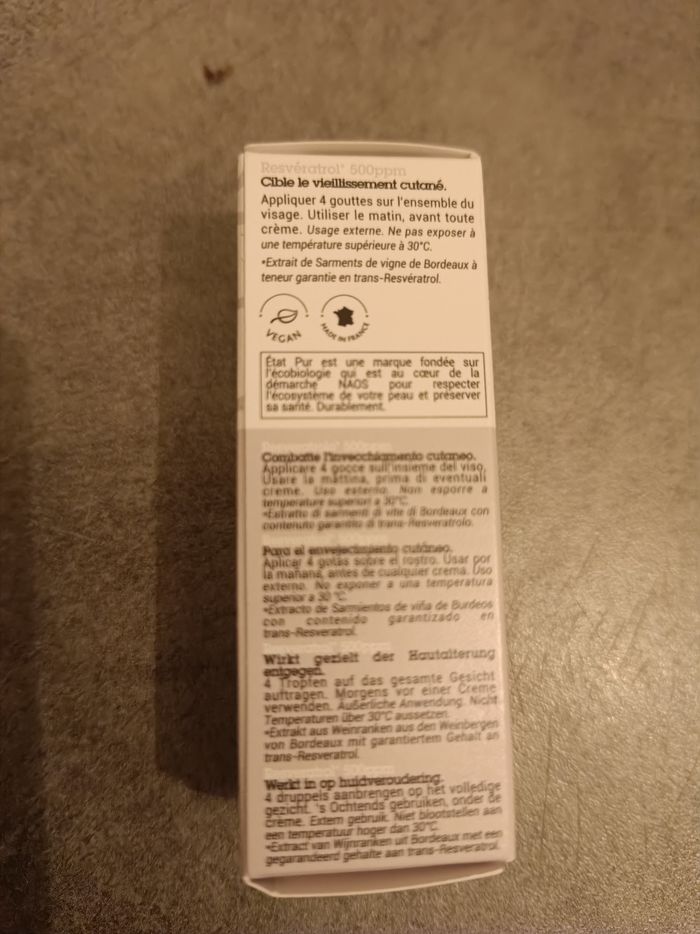 Resvératrol* 500ppm
Cible le vieillissement cutané.
Appliquer 4 gouttes sur l'ensemble du
visage. Utiliser le matin, avant toute
crème. Usage externe. Ne pas exposer à
une température supérieure à 30°C.
*Extrait de Sarments de vigne de Bordeaux à
teneur garantie en trans-Resvératrol.
VEGAN
MADE IN FRANCE
État Pur est une marque fondée sur
l'écobiologie qui est au cœur de la
démarche NAOS pour respecter
l'écosystème de votre peau et préserver
sa santé. Durablement.
Combatte l'invecchiamento cutaneo.
Applicare 4 gocce sull'insieme del viso.
Usare la mattina, prima di eventuali
creme. Uso esterno. Non esporre a
temperature superiori a 30°C.
*Estratto di sarmenti di vite di Bordeaux con
contenuto garantito di trans-Resveratrolo.
Para el envejecimiento cutáneo.
Aplicar 4 gotas sobre el rostro. Usar por
la mañana, antes de cualquier crema. Uso
externo. No exponer a una temperatura
superior a 30 °C.
*Extracto de Sarmientos de viña de Burdeos
con contenido garantizado en
trans-Resveratrol.
Wirkt gezielt der Hautalterung
entgegen.
4 Tropfen auf das gesamte Gesicht
auftragen. Morgens vor einer Creme
verwenden. Äußerliche Anwendung. Nicht
Temperaturen über 30°C aussetzen.
*Extrakt aus Weinranken aus den Weinbergen
von Bordeaux mit garantiertem Gehalt an
trans-Resveratrol.
Werkt in op huidveroudering.
4 druppels aanbrengen op het volledige
gezicht. 's Ochtends gebruiken, onder de
crème. Extern gebruik. Niet blootstellen aan
een temperatuur hoger dan 30°C.
*Extract van Wijnranken uit Bordeaux met een
gegarandeerd gehalte aan trans-Resveratrol.